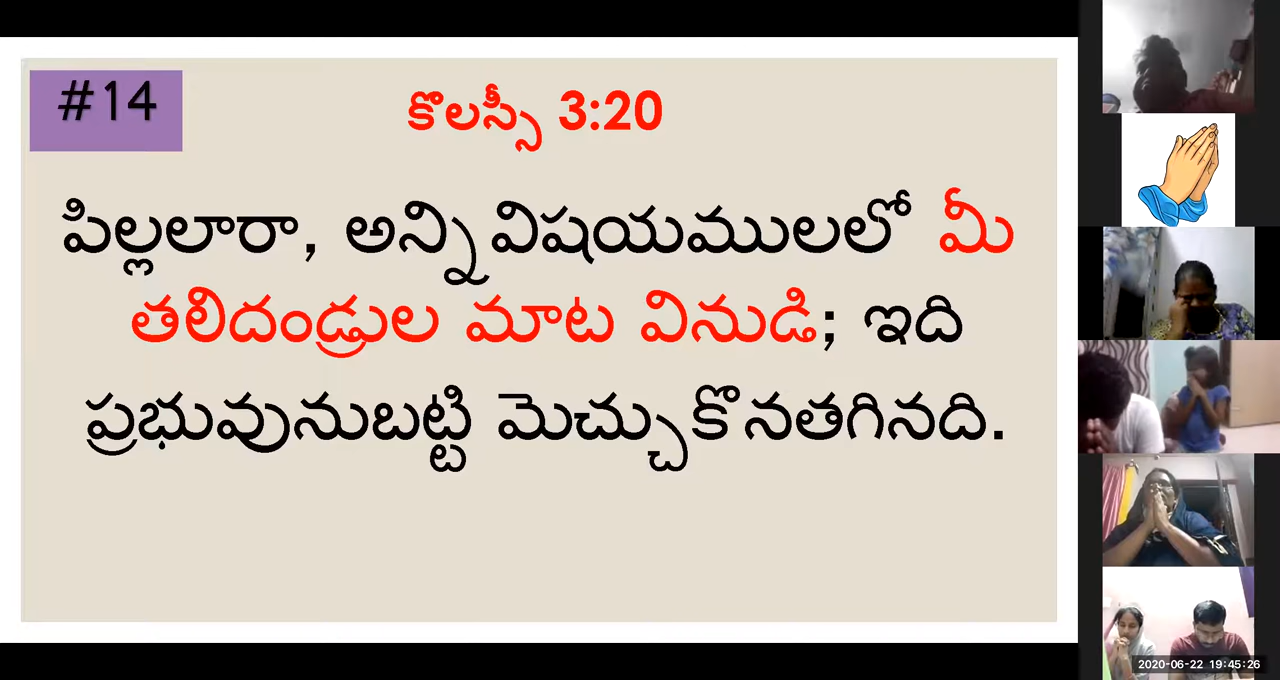 #14
కొలస్సీ 3:20
పిల్లలారా, అన్ని విషయములలో మీ
తలిదండ్రుల మాట వినుడి; ఇది
ప్రభువునుబట్టి మెచ్చుకొనతగినది.
2020-06-22 19:45:26